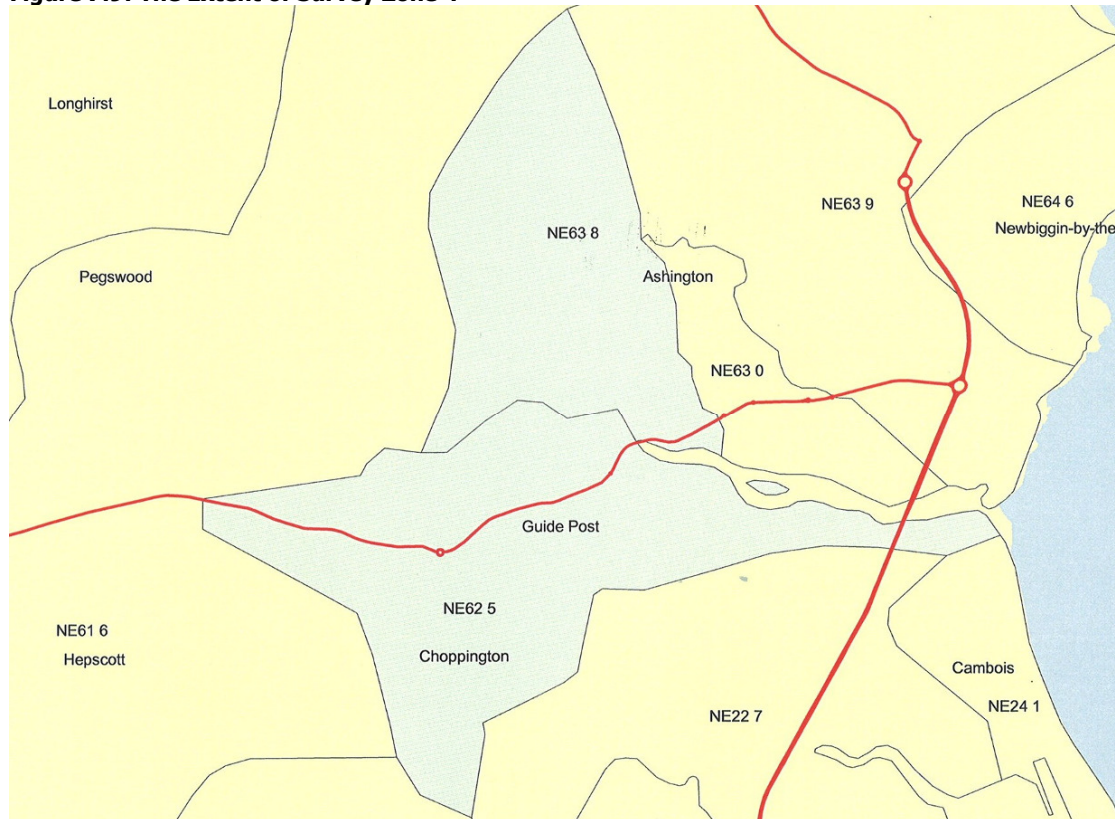 Longhirst
NE63 9
NE64 6
Newbiggin-by-the
NE63 8
Pegswood
Ashington
NE63 0
Guide Post
NE62 5
NE61 6
Hepscott
Choppington
Cambois
NE24 1
NE22 7